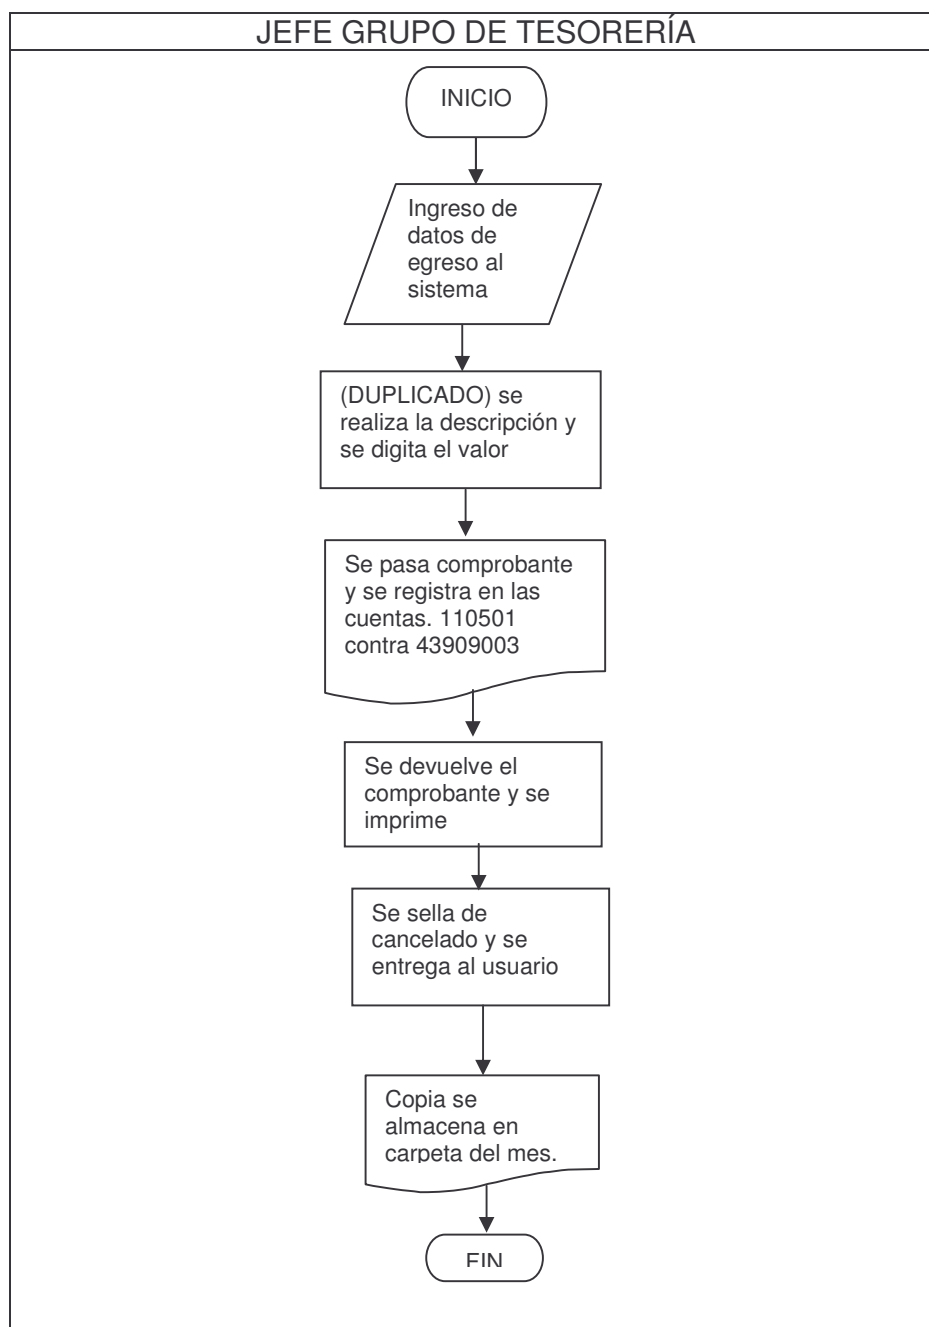 JEFE GRUPO DE TESORERÍA
INICIO
Ingreso de
datos de
egreso al
sistema
(DUPLICADO) se
realiza la descripción y
se digita el valor
Se pasa comprobante
y se registra en las
cuentas. 110501
contra 43909003
Se devuelve el
comprobante y se
imprime
Se sella de
cancelado y se
entrega al usuario
Copia se
almacena en
carpeta del mes.
FIN